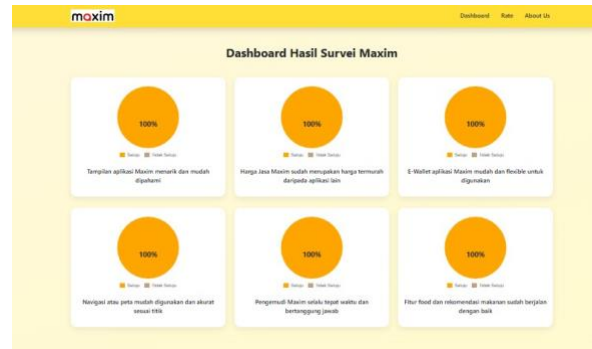 maxim
Dashboard Rate About Us
Dashboard Hasil Survei Maxim
100%
Setuju Tidak Setuju
Tampilan aplikasi Maxim menarik dan mudah
dipahami
100%
Setuju Tidak Setuju
Harga Jasa Maxim sudah merupakan harga termurah
daripada aplikasi lain
100%
Setuju Tidak Setuju
E-Wallet aplikasi Maxim mudah dan flexible untuk
digunakan
100%
Setuju Tidak Setuju
Navigasi atau peta mudah digunakan dan akurat
sesuai titik
100%
Setuju Tidak Setuju
Pengemudi Maxim selalu tepat waktu dan
bertanggung jawab
100%
Setuju Tidak Setuju
Fitur food dan rekomendasi makanan sudah berjalan
dengan baik